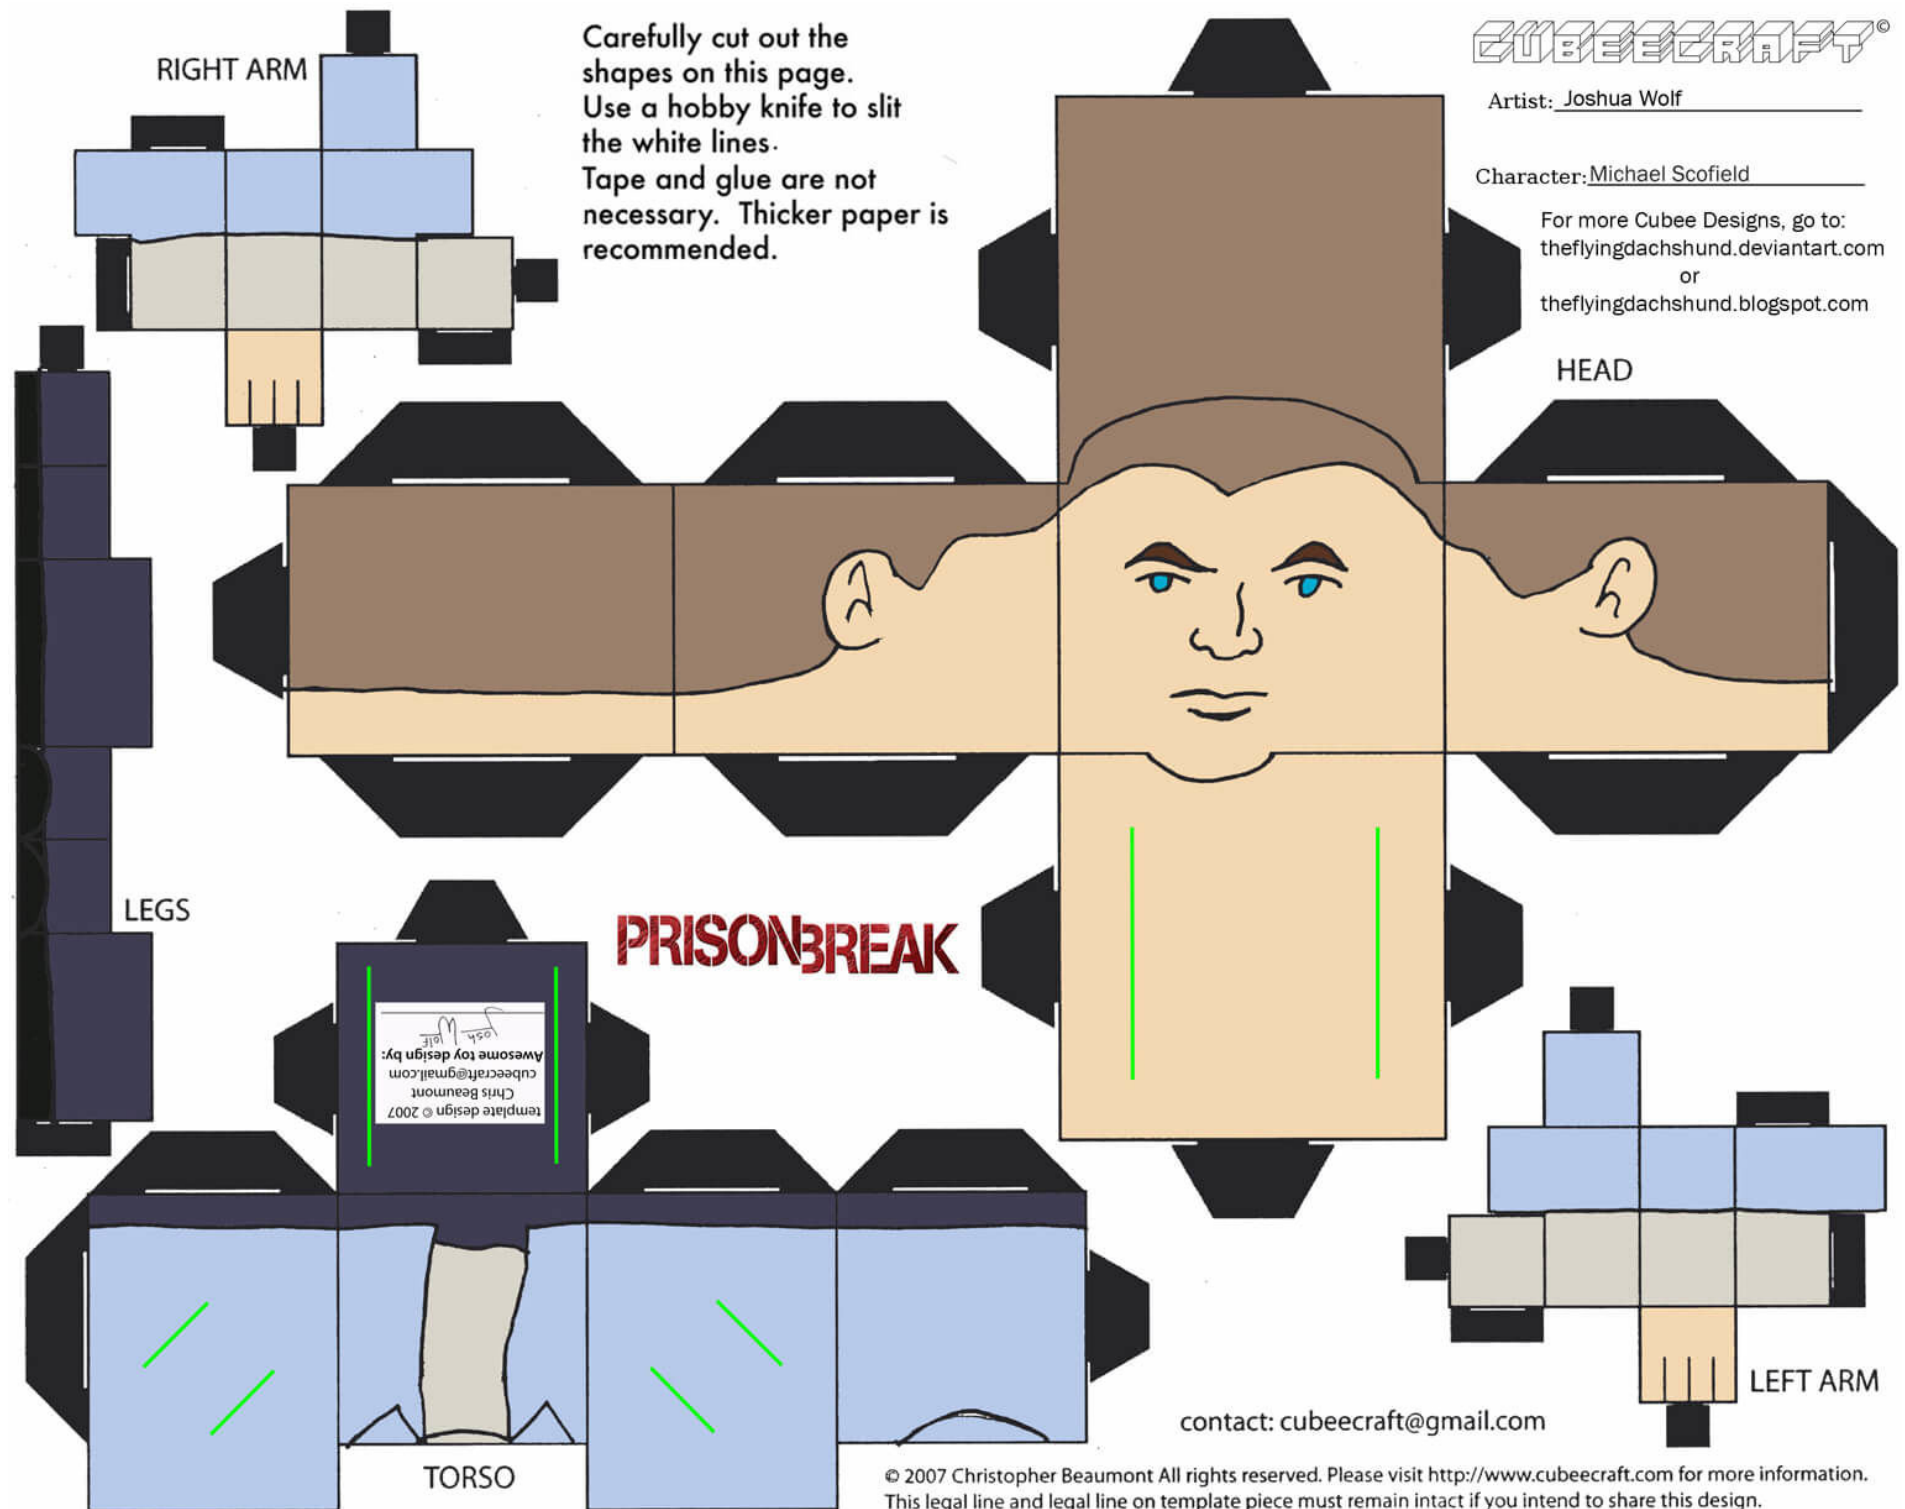 RIGHT ARM
Carefully cut out the
shapes on this page.
Use a hobby knife to slit
the white lines.
Tape and glue are not
necessary. Thicker paper is
recommended.
CUBEECRAFT©
Artist: Joshua Wolf
Character: Michael Scofield
For more Cubee Designs, go to:
theflyingdachshund.deviantart.com
or
theflyingdachshund.blogspot.com
HEAD
LEGS
PRISON BREAK
template design © 2007
Chris Beaumont
cubeecraft@gmail.com
Awesome toy design by:
Josh Wolf
TORSO
LEFT ARM
contact: cubeecraft@gmail.com
© 2007 Christopher Beaumont All rights reserved. Please visit http://www.cubeecraft.com for more information.
This legal line and legal line on template piece must remain intact if you intend to share this design.